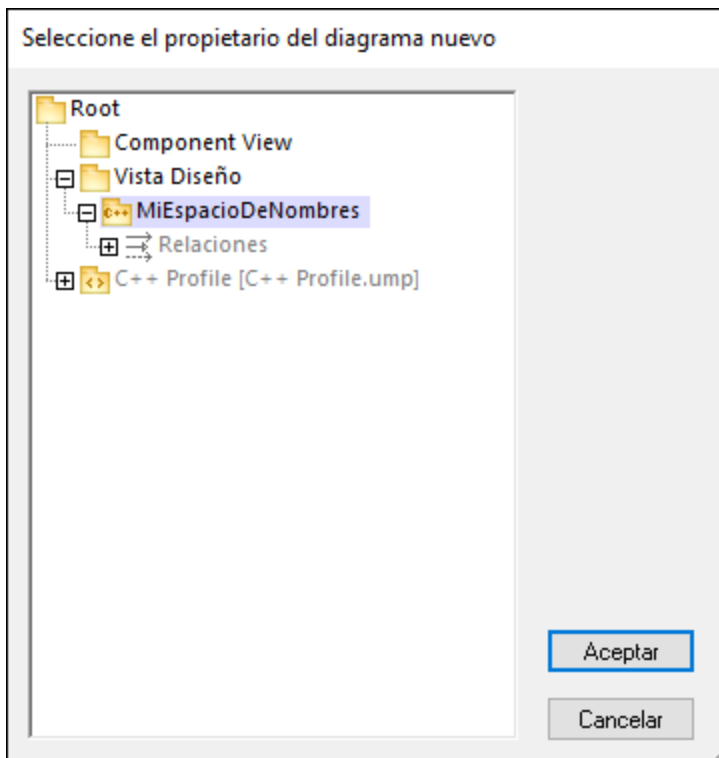 Seleccione el propietario del diagrama nuevo
Root
Component View
Vista Diseño
C++ MiEspacioDeNombres
Relaciones
C++ Profile [C++ Profile.ump]
Aceptar
Cancelar